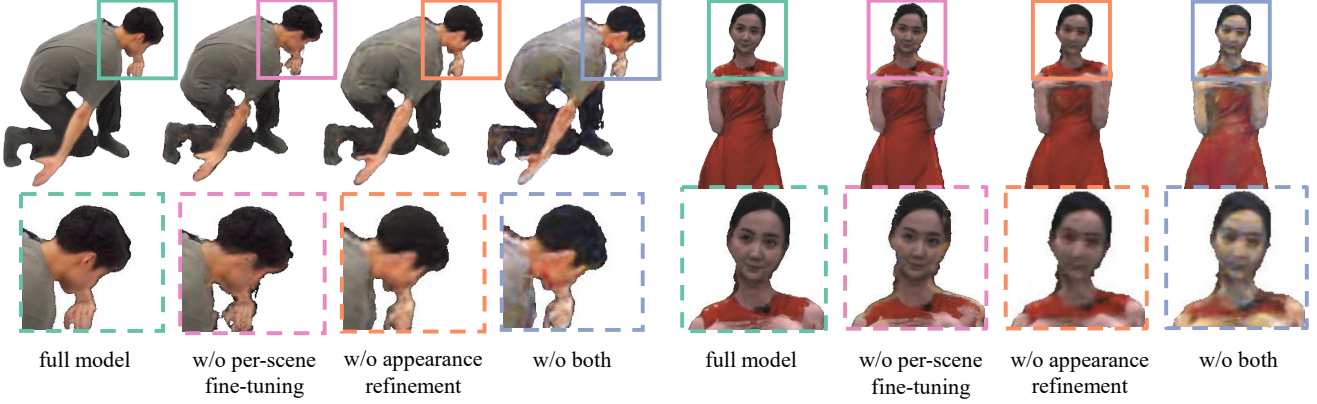 full model
w/o per-scene
fine-tuning
w/o appearance
refinement
w/o both
full model
w/o per-scene
fine-tuning
w/o appearance
refinement
w/o both